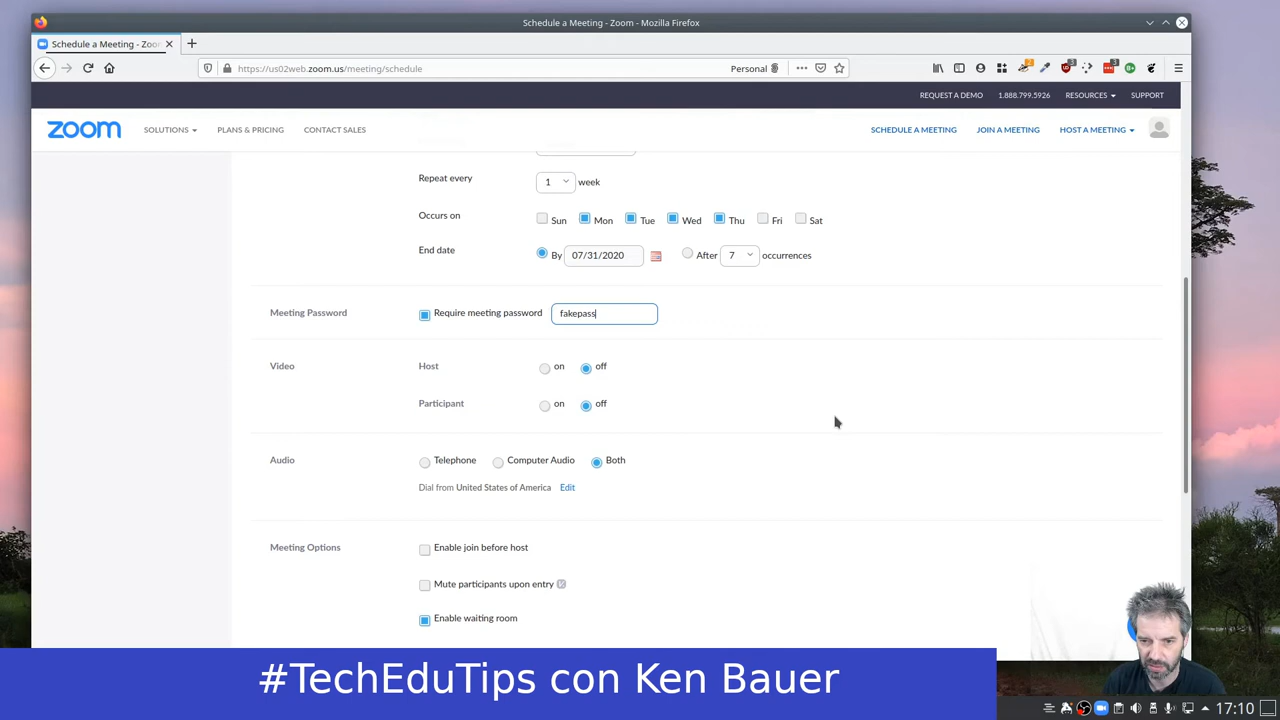 Schedule a Meeting - Zoom - Mozilla Firefox
Schedule a Meeting - Zoo
https://us02web.zoom.us/meeting/schedule
Personal
REQUEST A DEMO 1.888.799.5926 RESOURCES SUPPORT
zoom SOLUTIONS PLANS & PRICING CONTACT SALES SCHEDULE A MEETING JOIN A MEETING HOST A MEETING
Repeat every 1 week
Occurs on Sun Mon Tue Wed Thu Fri Sat
End date By 07/31/2020 After 7 occurrences
Meeting Password Require meeting password fakepass
Video Host on off
Participant on off
Audio Telephone Computer Audio Both
Dial from United States of America Edit
Meeting Options Enable join before host
Mute participants upon entry
Enable waiting room
#TechEduTips con Ken Bauer
17:10